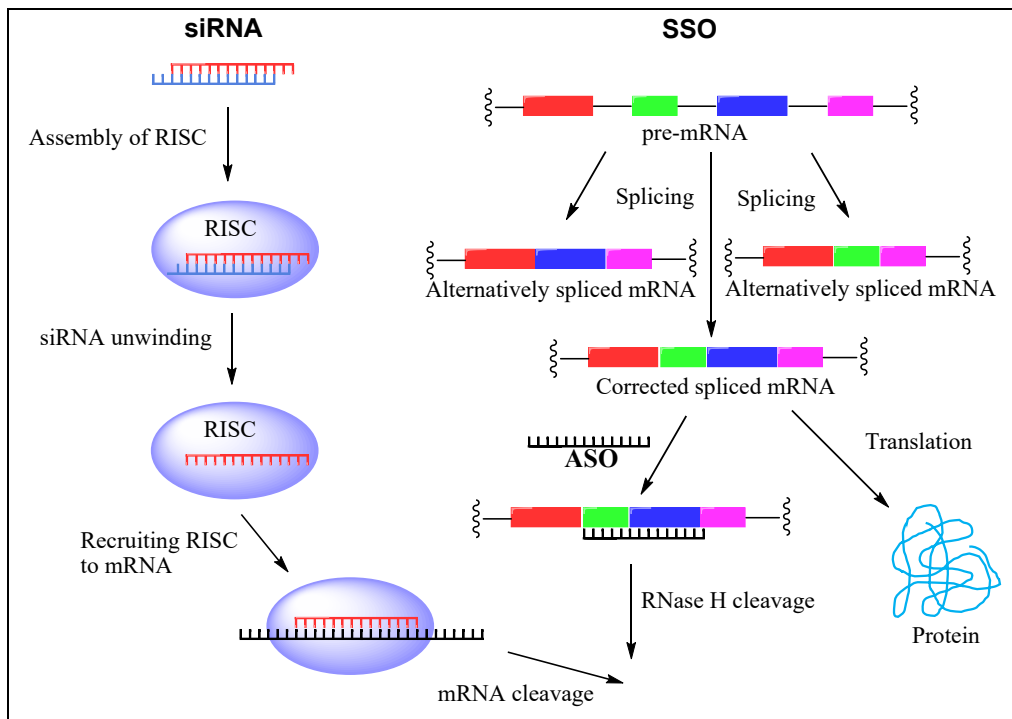 siRNA
Assembly of RISC
RISC
siRNA unwinding
RISC
Recruiting RISC
to mRNA
mRNA cleavage
SSO
pre-mRNA
Splicing
Splicing
Alternatively spliced mRNA
Alternatively spliced mRNA
Corrected spliced mRNA
ASO
Translation
RNase H cleavage
Protein